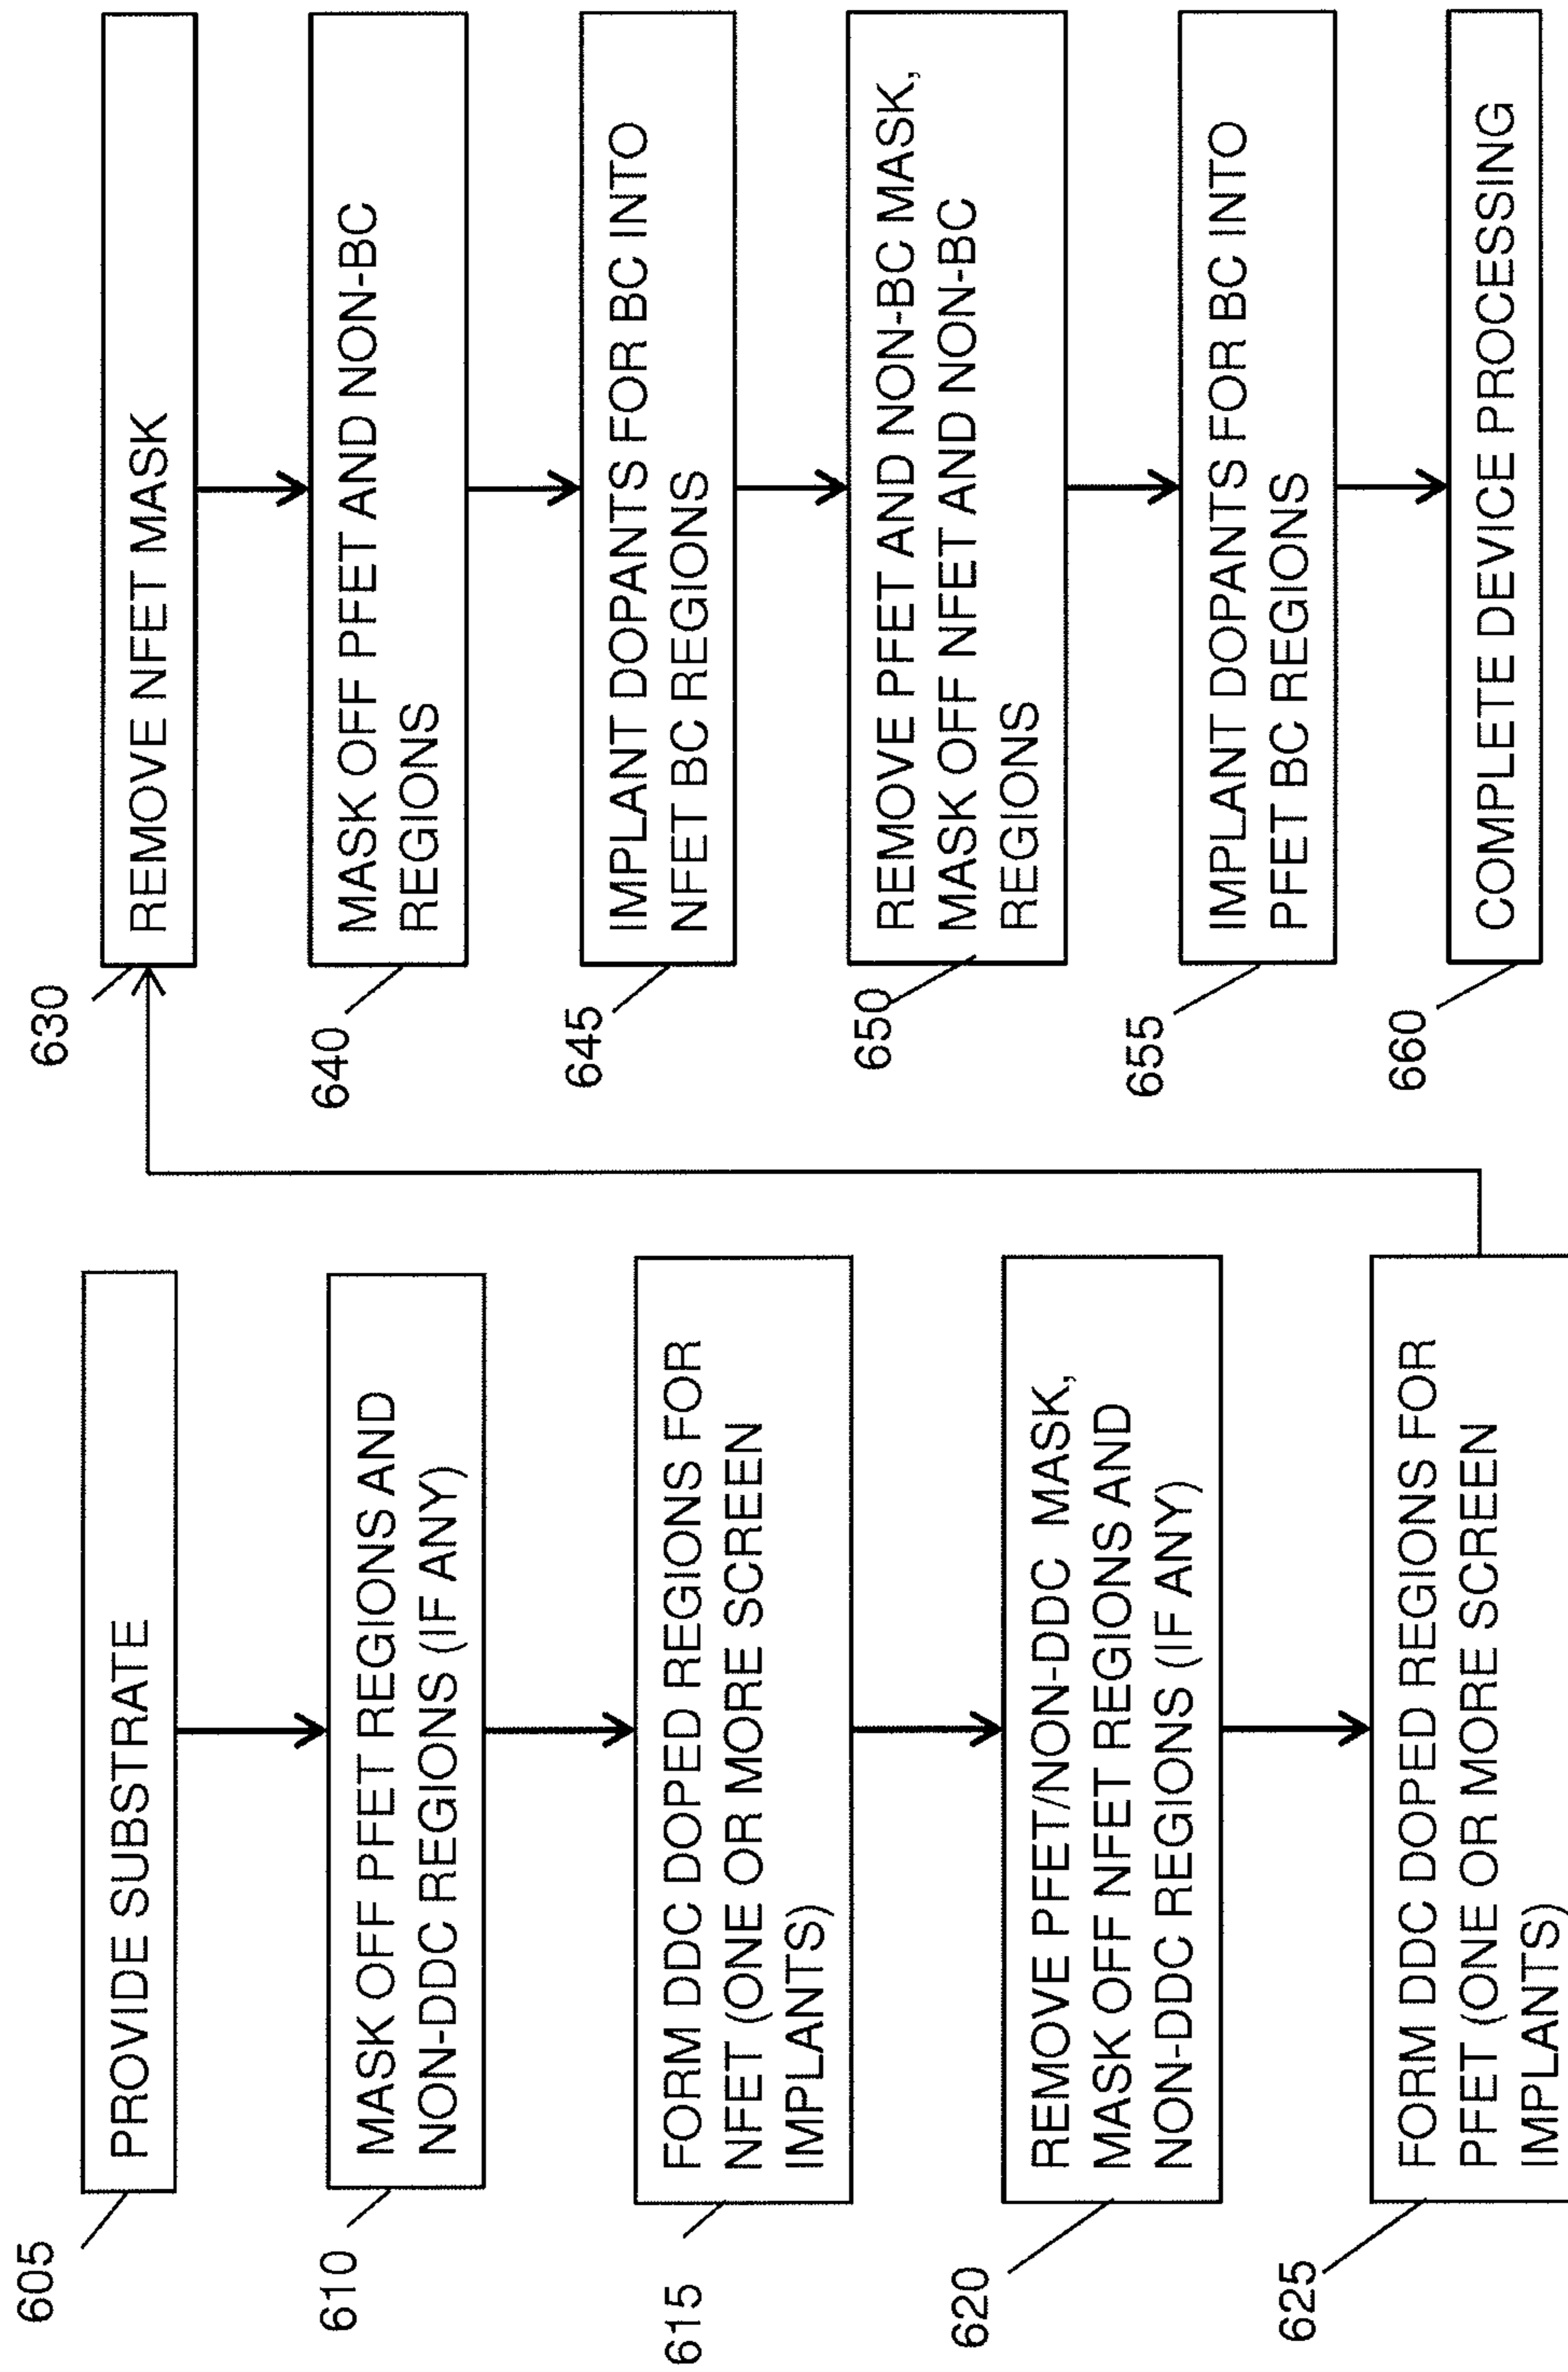 605
PROVIDE SUBSTRATE
610
MASK OFF PFET REGIONS AND
NON-DDC REGIONS (IF ANY)
615
FORM DDC DOPED REGIONS FOR
NFET (ONE OR MORE SCREEN
IMPLANTS)
620
REMOVE PFET/NON-DDC MASK,
MASK OFF NFET REGIONS AND
NON-DDC REGIONS (IF ANY)
625
FORM DDC DOPED REGIONS FOR
PFET (ONE OR MORE SCREEN
IMPLANTS)
630
REMOVE NFET MASK
640
MASK OFF PFET AND NON-BC
REGIONS
645
IMPLANT DOPANTS FOR BC INTO
NFET BC REGIONS
650
REMOVE PFET AND NON-BC MASK,
MASK OFF NFET AND NON-BC
REGIONS
655
IMPLANT DOPANTS FOR BC INTO
PFET BC REGIONS
660
COMPLETE DEVICE PROCESSING